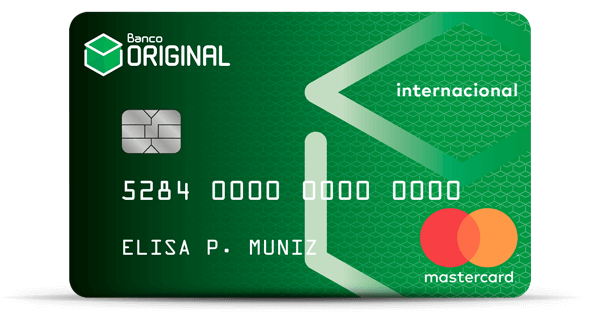 Banco
ORIGINAL
internacional
5284 0000 0000 0000
ELISA P. MUNIZ
mastercard